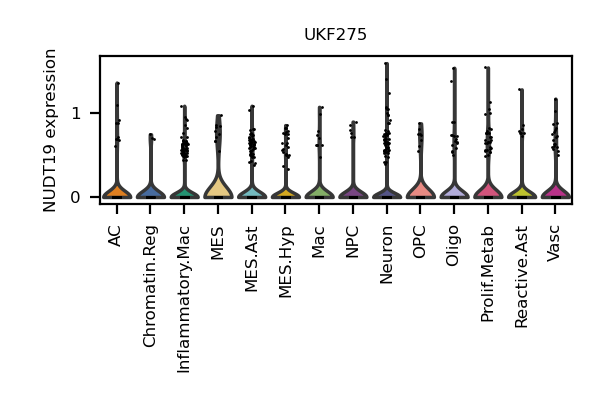 UKF275
NUDT19 expression
1
0
AC
Chromatin.Reg
Inflammatory.Mac
MES
MES.Ast
MES.Hyp
Mac
NPC
Neuron
OPC
Oligo
Prolif.Metab
Reactive.Ast
Vasc